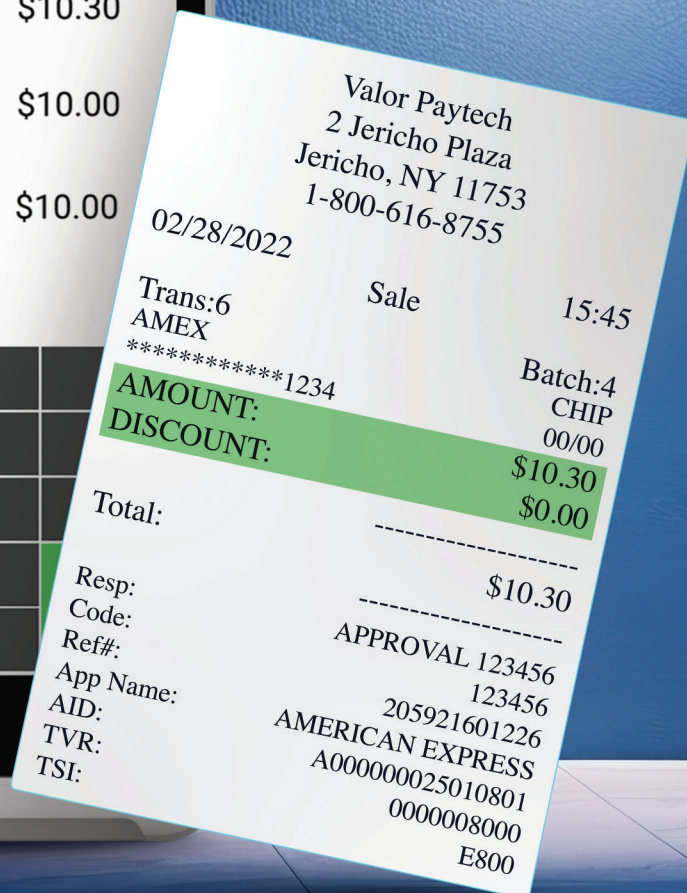 $10.30
$10.00
$10.00
Valor Paytech
2 Jericho Plaza
Jericho, NY 11753
1-800-616-8755
02/28/2022
Sale 15:45
Trans:6 Batch:4
AMEX CHIP
************1234 00/00
AMOUNT: $10.30
DISCOUNT: $0.00
--------------------
Total: $10.30
--------------------
Resp: APPROVAL 123456
Code: 123456
Ref#: 205921601226
App Name: AMERICAN EXPRESS
AID: A000000025010801
TVR: 0000008000
TSI: E800